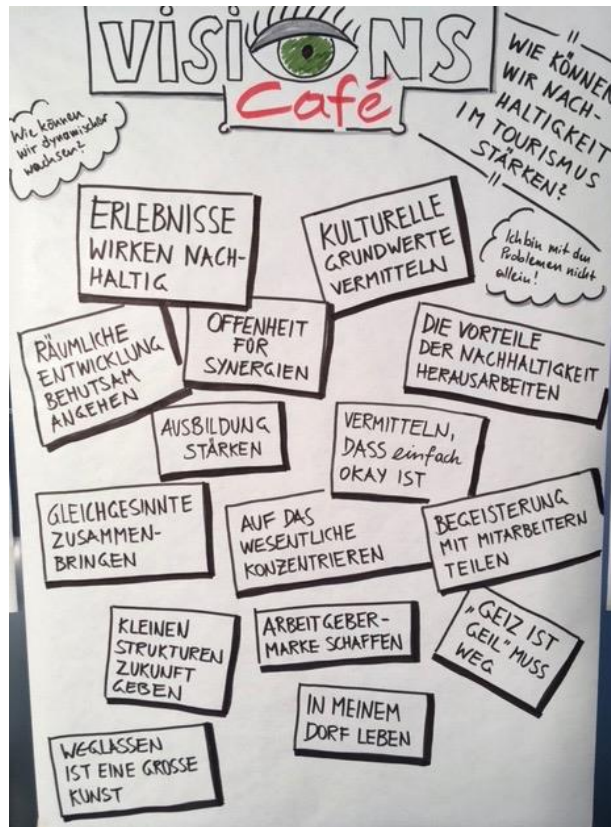 VISIONS
Café
WIE KÖNNEN
WIR NACH-
HALTIGKEIT
IM TOURISMUS
STÄRKEN?
Wie können
wir dynamischer
wachsen?
ERLEBNISSE
WIRKEN NACH-
HALTIG
KULTURELLE
GRUNDWERTE
VERMITTELN
Ich bin mit den
Problemen nicht
allein!
RÄUMLICHE
ENTWICKLUNG
BEHUTSAM
ANGEHEN
OFFENHEIT
FÜR
SYNERGIEN
DIE VORTEILE
DER NACHHALTIGKEIT
HERAUSARBEITEN
AUSBILDUNG
STÄRKEN
VERMITTELN,
DASS einfach
OKAY IST
GLEICHGESINNTE
ZUSAMMEN-
BRINGEN
AUF DAS
WESENTLICHE
KONZENTRIEREN
BEGEISTERUNG
MIT MITARBEITERN
TEILEN
KLEINEN
STRUKTUREN
ZUKUNFT
GEBEN
ARBEITGEBER-
MARKE SCHAFFEN
„GEIZ IST
GEIL" MUSS
WEG
IN MEINEM
DORF LEBEN
WEGLASSEN
IST EINE GROSSE
KUNST